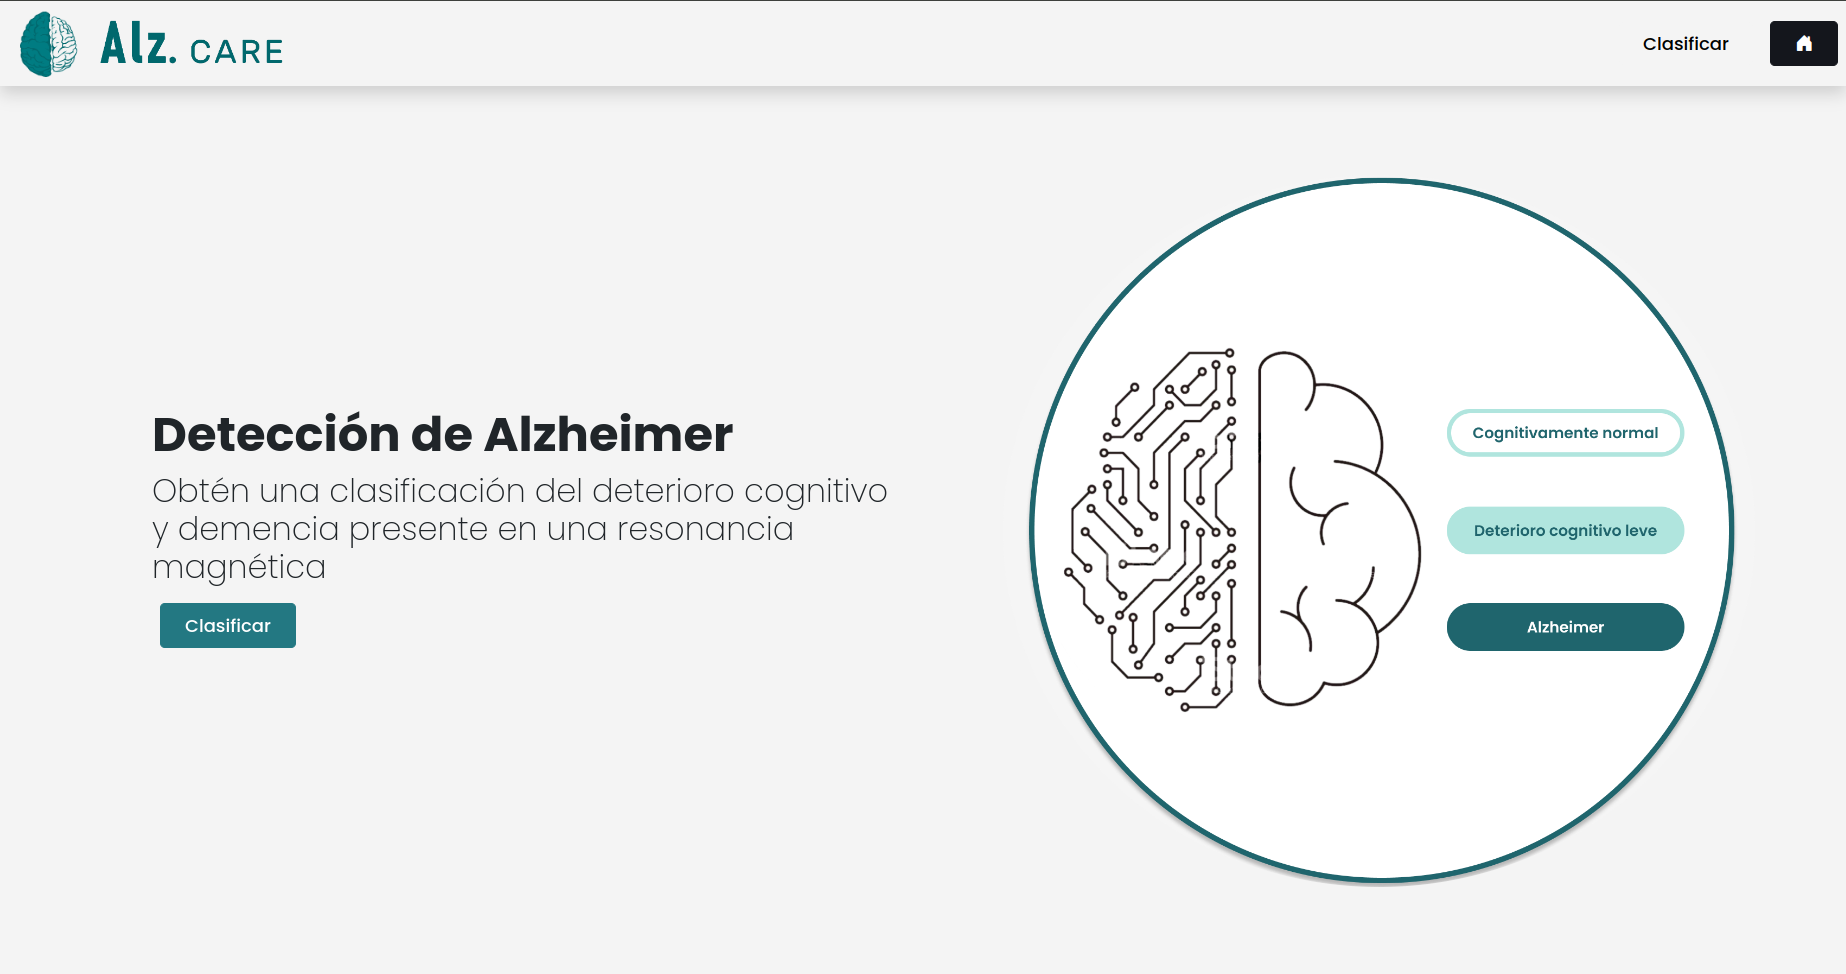 Alz. CARE
Clasificar
Detección de Alzheimer
Obtén una clasificación del deterioro cognitivo
y demencia presente en una resonancia
magnética
Clasificar
Cognitivamente normal
Deterioro cognitivo leve
Alzheimer